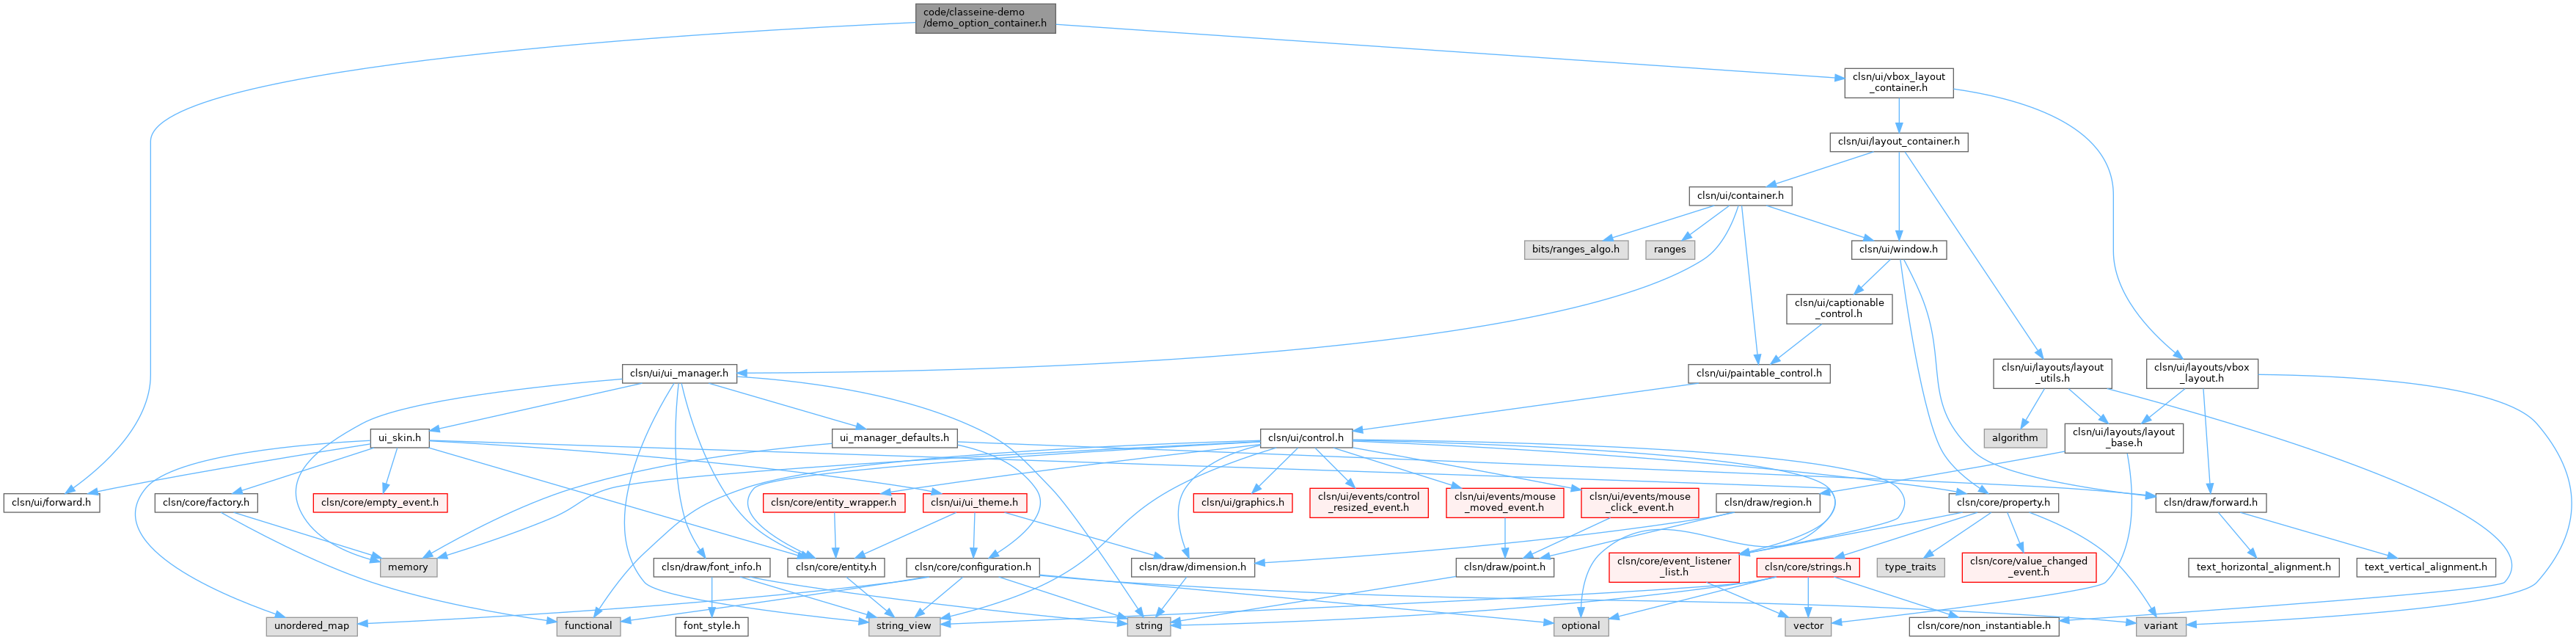 code/classeine-demo
/demo_option_container.h
clsn/ui/vbox_layout
_container.h
clsn/ui/layout_container.h
clsn/ui/container.h
bits/ranges_algo.h
ranges
clsn/ui/window.h
clsn/ui/captionable
_control.h
clsn/ui/ui_manager.h
clsn/ui/paintable_control.h
clsn/ui/layouts/layout
_utils.h
clsn/ui/layouts/vbox
_layout.h
ui_skin.h
ui_manager_defaults.h
clsn/ui/control.h
algorithm
clsn/ui/layouts/layout
_base.h
clsn/ui/forward.h
clsn/core/factory.h
clsn/core/empty_event.h
clsn/core/entity_wrapper.h
clsn/ui/ui_theme.h
clsn/ui/graphics.h
clsn/ui/events/control
_resized_event.h
clsn/ui/events/mouse
_moved_event.h
clsn/ui/events/mouse
_click_event.h
clsn/draw/region.h
clsn/core/property.h
clsn/draw/forward.h
memory
clsn/draw/font_info.h
clsn/core/entity.h
clsn/core/configuration.h
clsn/draw/dimension.h
clsn/draw/point.h
clsn/core/event_listener
_list.h
clsn/core/strings.h
type_traits
clsn/core/value_changed
_event.h
text_horizontal_alignment.h
text_vertical_alignment.h
unordered_map
functional
font_style.h
string_view
string
optional
vector
clsn/core/non_instantiable.h
variant